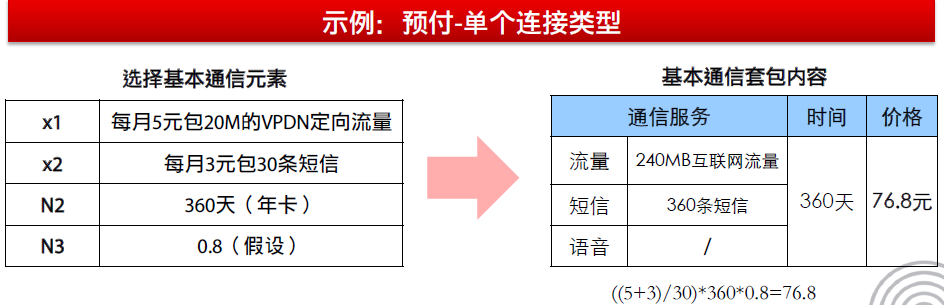 示例：预付-单个连接类型
选择基本通信元素
x1 每月5元包20M的VPDN定向流量
x2 每月3元包30条短信
N2 360天（年卡）
N3 0.8（假设）
基本通信套包内容
通信服务 时间 价格
流量 240MB互联网流量
短信 360条短信 360天 76.8元
语音 /
((5+3)/30)*360*0.8=76.8